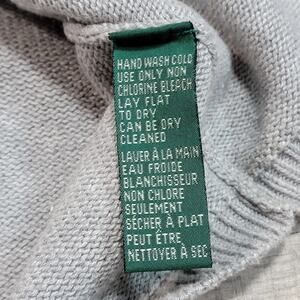 HAND WASH COLD
USE ONLY NON
CHLORINE BLEACH
LAY FLAT
TO DRY
CAN BE DRY
CLEANED
LAVER À LA MAIN
EAU FROIDE
BLANCHISSEUR
NON CHLORE
SEULEMENT
SÉCHER À PLAT
PEUT ÊTRE
NETTOYER À SEC